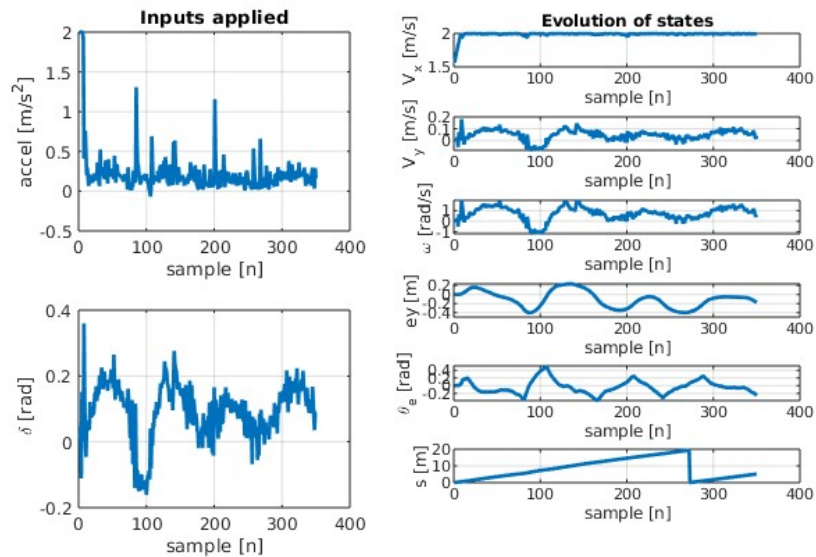 Inputs applied
accel [m/s²]
2
1.5
1
0.5
0
-0.5
0 100 200 300 400
sample [n]
δ [rad]
0.4
0.2
0
-0.2
0 100 200 300 400
sample [n]
Evolution of states
V_x [m/s]
2
1.5
0 100 200 300 400
sample [n]
V_y [m/s]
0.2
0.1
0
0 100 200 300 400
sample [n]
ω [rad/s]
1
0
-1
0 100 200 300 400
sample [n]
ey [m]
0.2
0
-0.2
-0.4
0 100 200 300 400
sample [n]
θ_e [rad]
0.4
0.2
0
-0.2
0 100 200 300 400
sample [n]
s [m]
20
10
0
0 100 200 300 400
sample [n]